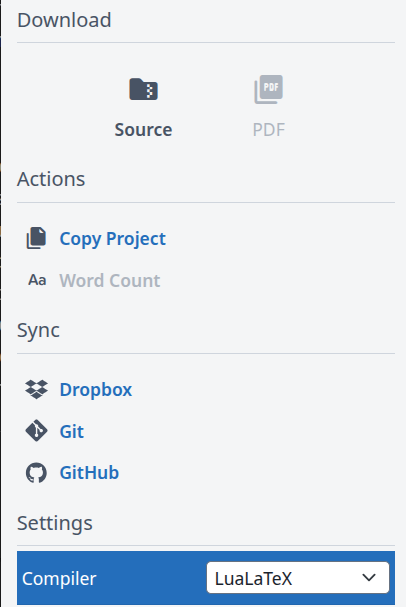 Download
PDF
Source PDF
Actions
Copy Project
Aa Word Count
Sync
Dropbox
Git
GitHub
Settings
Compiler LuaLaTeX